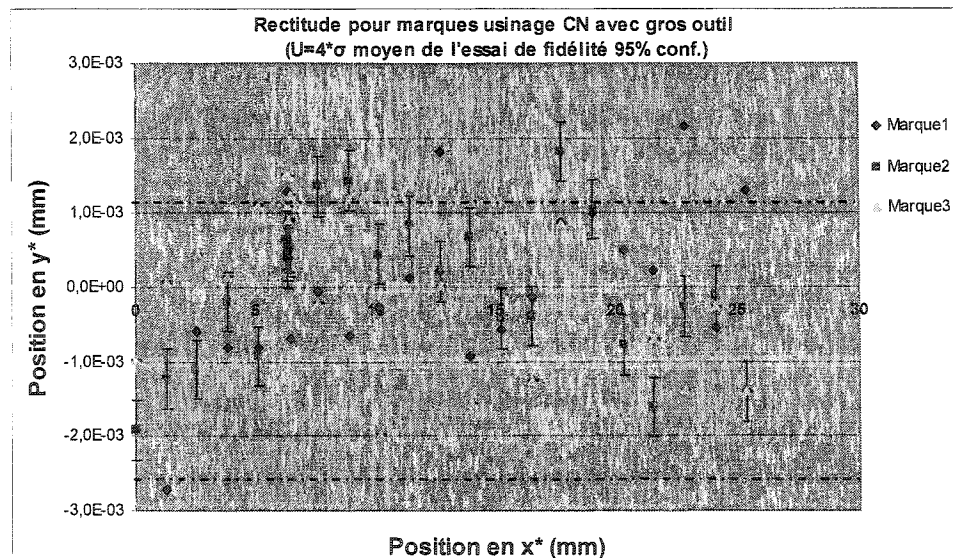 Rectitude pour marques usinage CN avec gros outil
(U=4*σ moyen de l'essai de fidélité 95% conf.)
3,0E-03
2,0E-03
1,0E-03
0,0E+00
-1,0E-03
-2,0E-03
-3,0E-03
Position en y* (mm)
0 5 10 15 20 25 30
Position en x* (mm)
Marque1
Marque2
Marque3